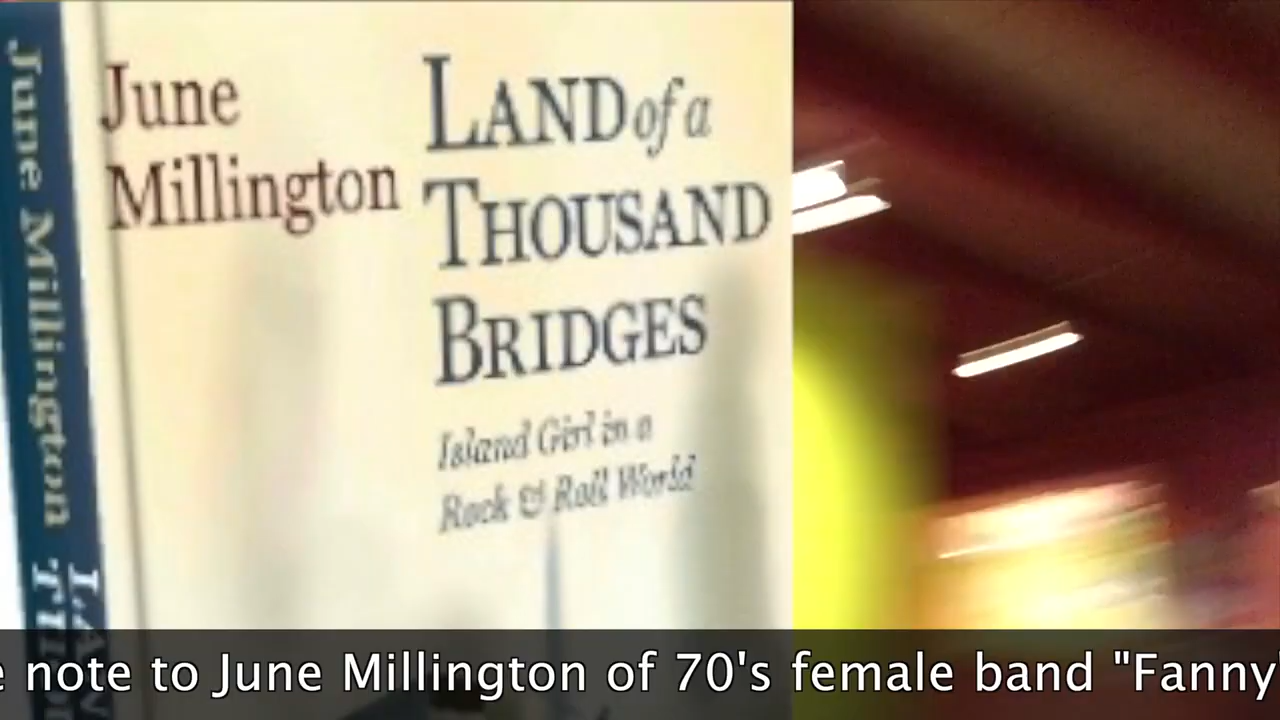 June Millington
June
Millington
LAND of a
THOUSAND
BRIDGES
Island Girl in a
Rock & Roll World
note to June Millington of 70's female band "Fanny"